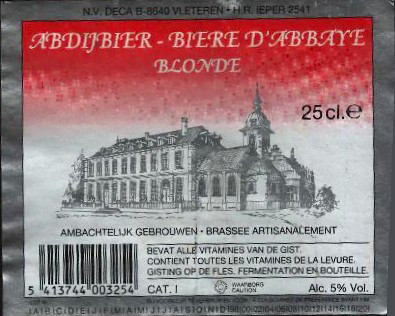 N.V. DECA B-8640 VLETEREN • H.R. IEPER 2541
ABDIJBIER - BIERE D'ABBAYE
BLONDE
25 cl. e
AMBACHTELIJK GEBROUWEN • BRASSEE ARTISANALEMENT
BEVAT ALLE VITAMINES VAN DE GIST.
CONTIENT TOUTES LES VITAMINES DE LA LEVURE.
GISTING OP DE FLES. FERMENTATION EN BOUTEILLE.
5 413744 003254
CAT. I
WAARBORG
CAUTION
Alc. 5% Vol.